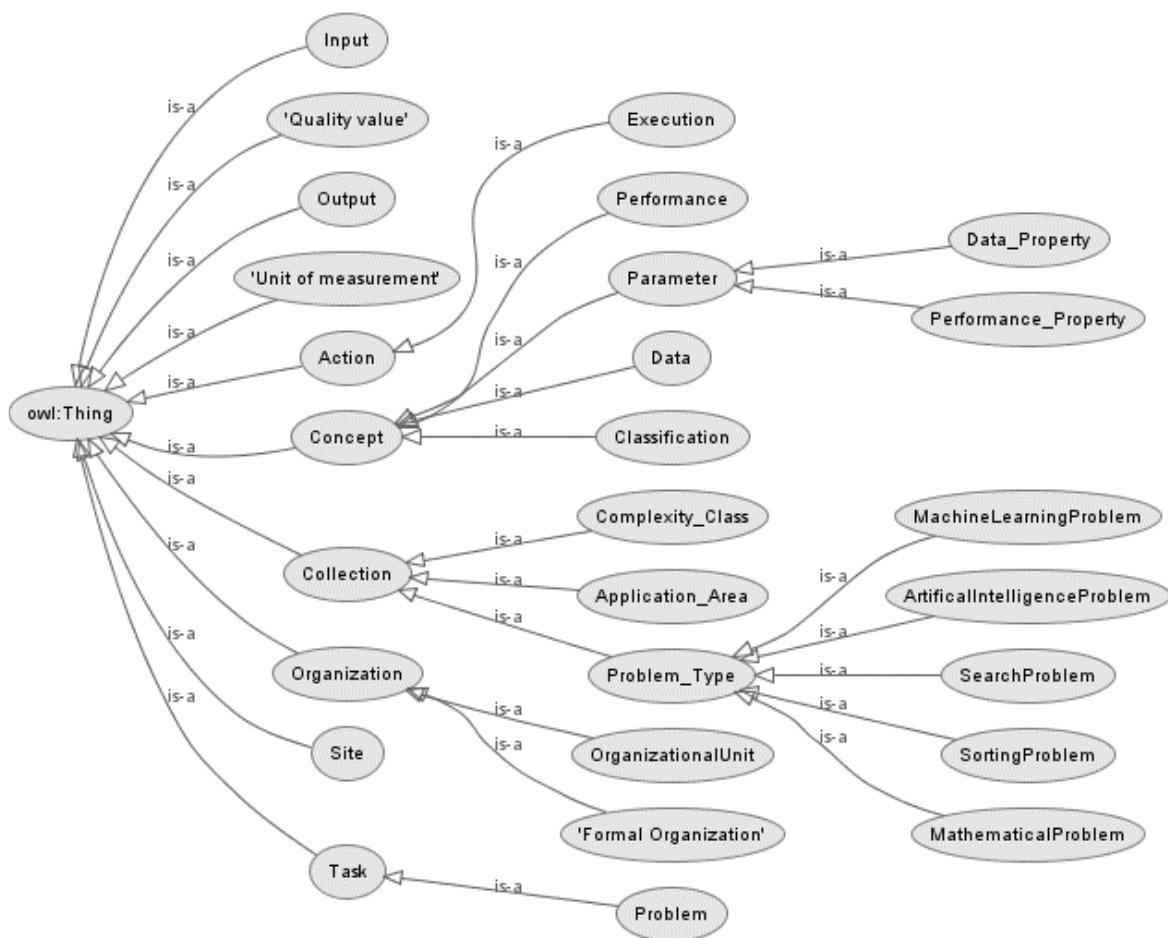 Input
is-a
'Quality value'
is-a
Output
is-a
'Unit of measurement'
is-a
Action
is-a
owl:Thing
Concept
is-a
Collection
is-a
Organization
is-a
Site
is-a
Task
is-a
Execution
is-a
Performance
is-a
Parameter
is-a
Data
is-a
Classification
is-a
Data_Property
is-a
Performance_Property
is-a
Complexity_Class
is-a
Application_Area
is-a
Problem_Type
is-a
MachineLearningProblem
is-a
ArtificalIntelligenceProblem
is-a
SearchProblem
is-a
SortingProblem
is-a
MathematicalProblem
is-a
OrganizationalUnit
is-a
'Formal Organization'
is-a
Problem
is-a